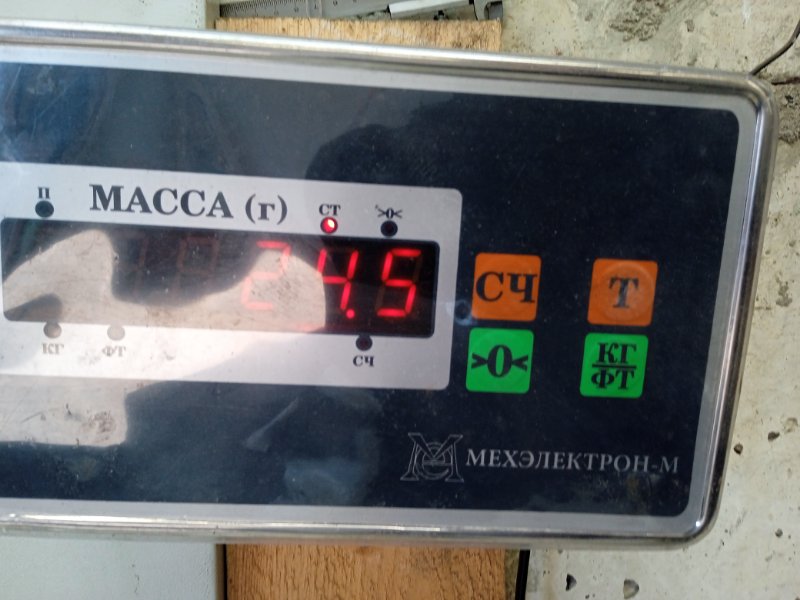 П МАССА (г) СТ >0<
24.5
КГ ФТ СЧ
СЧ Т
>0< КГ
ФТ
МЕХЭЛЕКТРОН-М